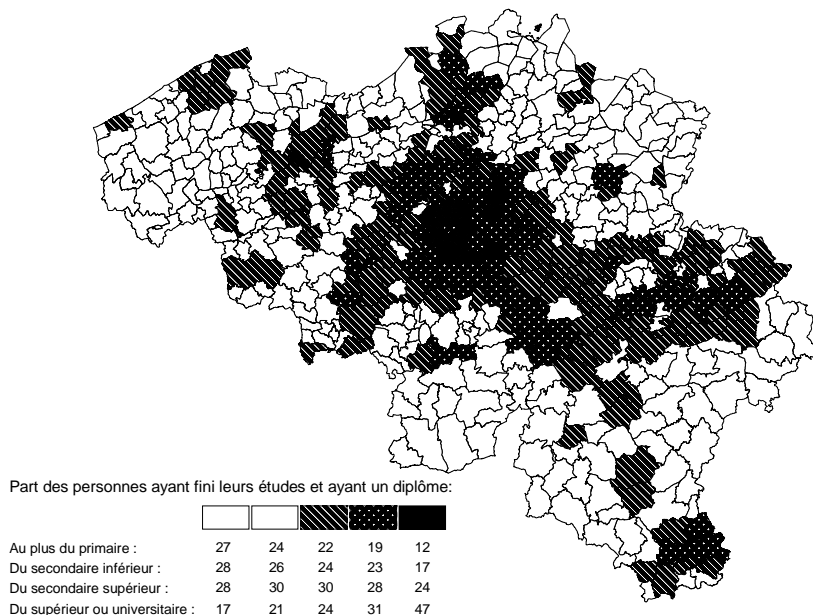 Part des personnes ayant fini leurs études et ayant un diplôme:
Au plus du primaire : 27 24 22 19 12
Du secondaire inférieur : 28 26 24 23 17
Du secondaire supérieur : 28 30 30 28 24
Du supérieur ou universitaire : 17 21 24 31 47